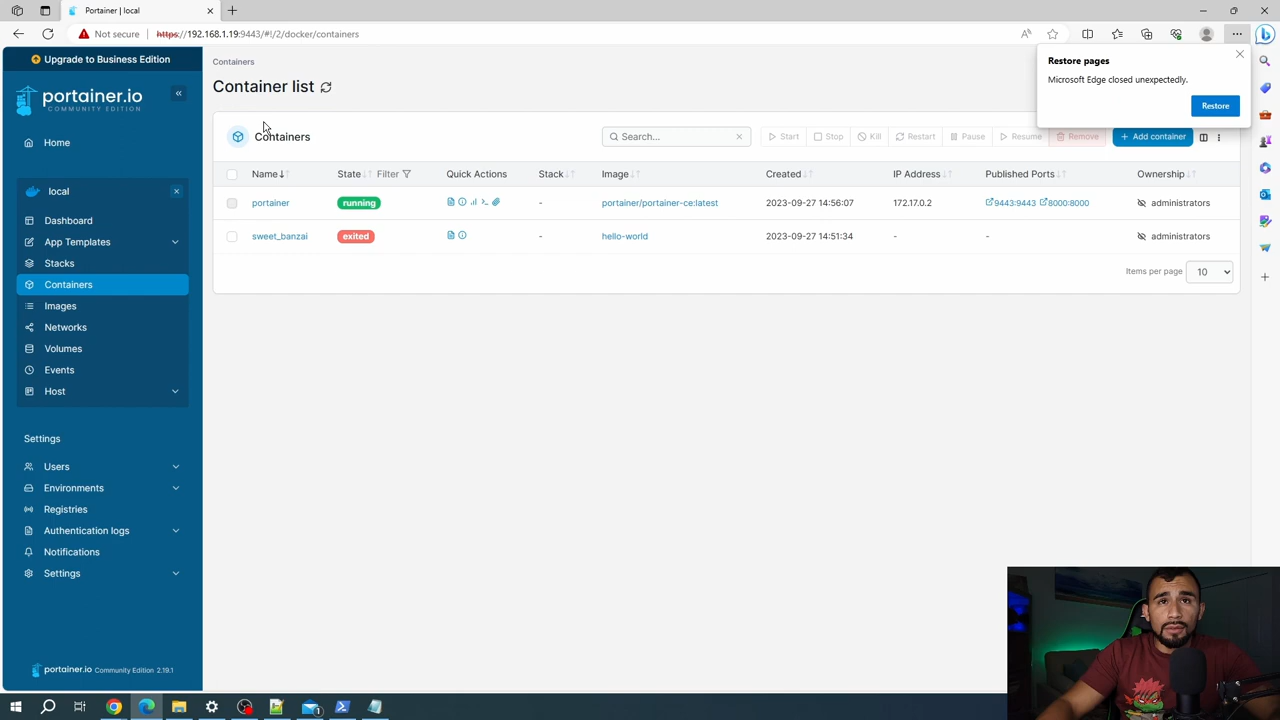 Portainer | local
Not secure
https://192.168.1.19:9443/#!/2/docker/containers
Upgrade to Business Edition
portainer.io
COMMUNITY EDITION
Home
local
Dashboard
App Templates
Stacks
Containers
Images
Networks
Volumes
Events
Host
Settings
Users
Environments
Registries
Authentication logs
Notifications
Settings
portainer.io Community Edition 2.19.1
Containers
Container list
Containers
Search...
Start Stop Kill Restart Pause Resume Remove Add container
Name State Filter Quick Actions Stack Image Created IP Address Published Ports Ownership
portainer running - portainer/portainer-ce:latest 2023-09-27 14:56:07 172.17.0.2 9443:9443 8000:8000 administrators
sweet_banzai exited - hello-world 2023-09-27 14:51:34 - - administrators
Items per page 10
Restore pages
Microsoft Edge closed unexpectedly.
Restore